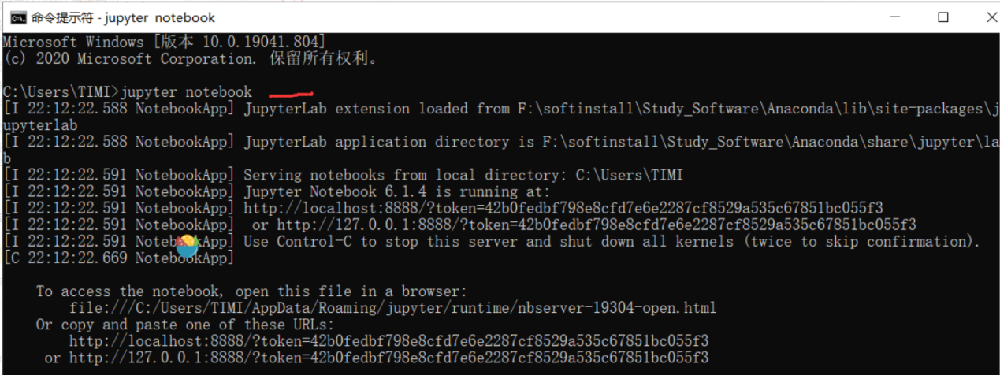 命令提示符 - jupyter notebook
Microsoft Windows [版本 10.0.19041.804]
(c) 2020 Microsoft Corporation. 保留所有权利。
C:\Users\TIMI>jupyter notebook
[I 22:12:22.588 NotebookApp] JupyterLab extension loaded from F:\softinstall\Study_Software\Anaconda\lib\site-packages\j
upyterlab
[I 22:12:22.588 NotebookApp] JupyterLab application directory is F:\softinstall\Study_Software\Anaconda\share\jupyter\la
b
[I 22:12:22.591 NotebookApp] Serving notebooks from local directory: C:\Users\TIMI
[I 22:12:22.591 NotebookApp] Jupyter Notebook 6.1.4 is running at:
[I 22:12:22.591 NotebookApp] http://localhost:8888/?token=42b0fedbf798e8cfd7e6e2287cf8529a535c67851bc055f3
[I 22:12:22.591 NotebookApp]  or http://127.0.0.1:8888/?token=42b0fedbf798e8cfd7e6e2287cf8529a535c67851bc055f3
[I 22:12:22.591 NotebookApp] Use Control-C to stop this server and shut down all kernels (twice to skip confirmation).
[C 22:12:22.669 NotebookApp]
To access the notebook, open this file in a browser:
file:///C:/Users/TIMI/AppData/Roaming/jupyter/runtime/nbserver-19304-open.html
Or copy and paste one of these URLs:
http://localhost:8888/?token=42b0fedbf798e8cfd7e6e2287cf8529a535c67851bc055f3
or http://127.0.0.1:8888/?token=42b0fedbf798e8cfd7e6e2287cf8529a535c67851bc055f3